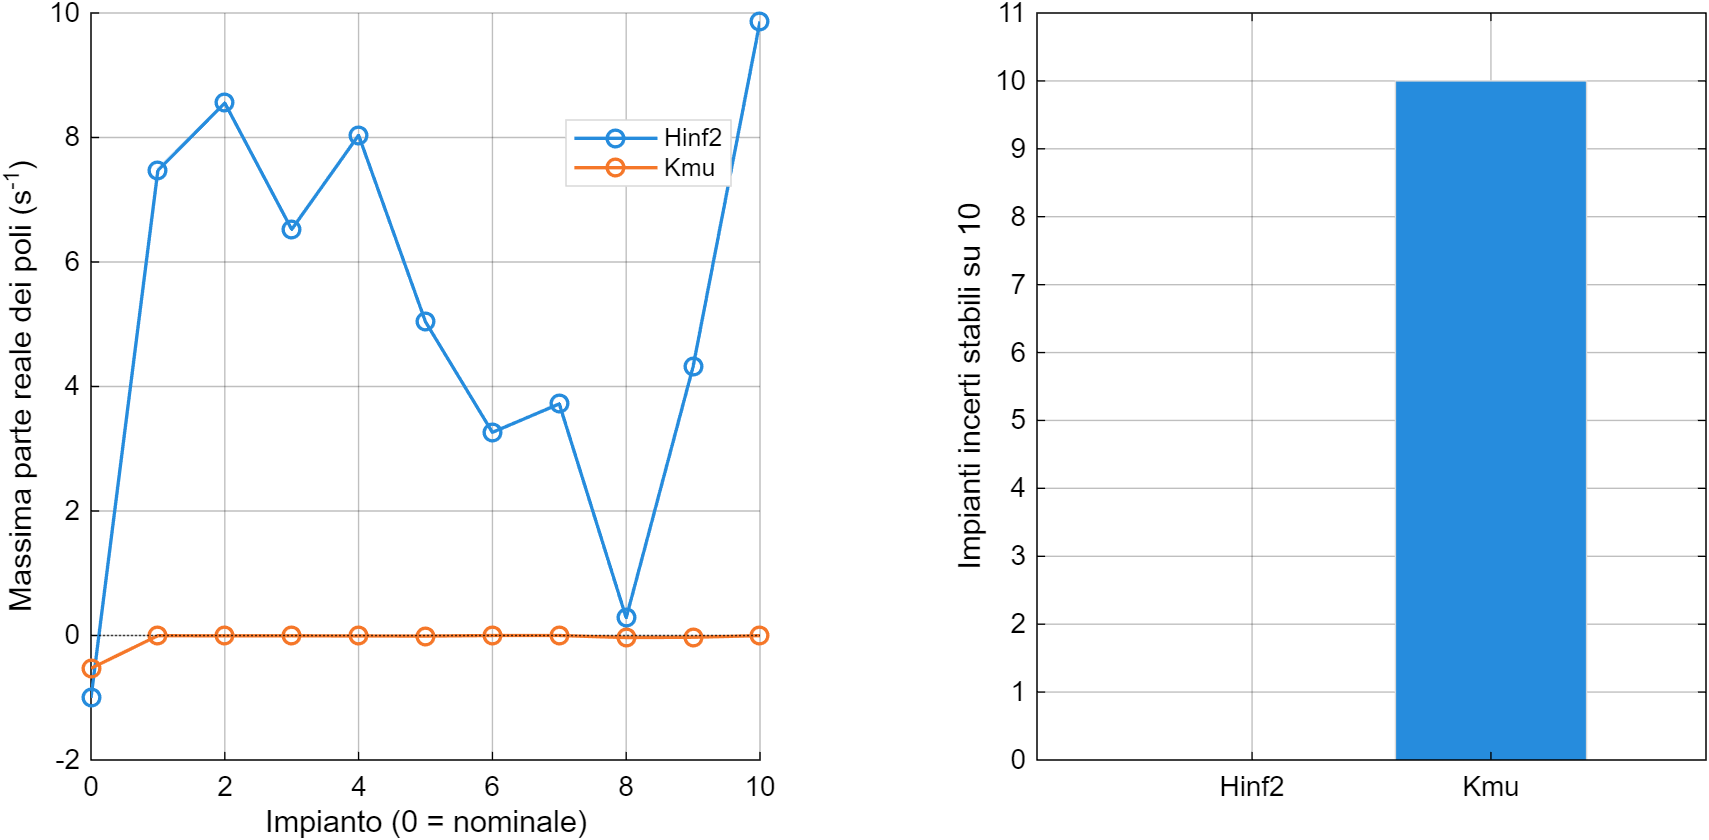 10
8
6
4
2
0
-2
Massima parte reale dei poli (s-1)
Hinf2
Kmu
0 2 4 6 8 10
Impianto (0 = nominale)
11
10
9
8
7
6
5
4
3
2
1
0
Impianti incerti stabili su 10
Hinf2 Kmu